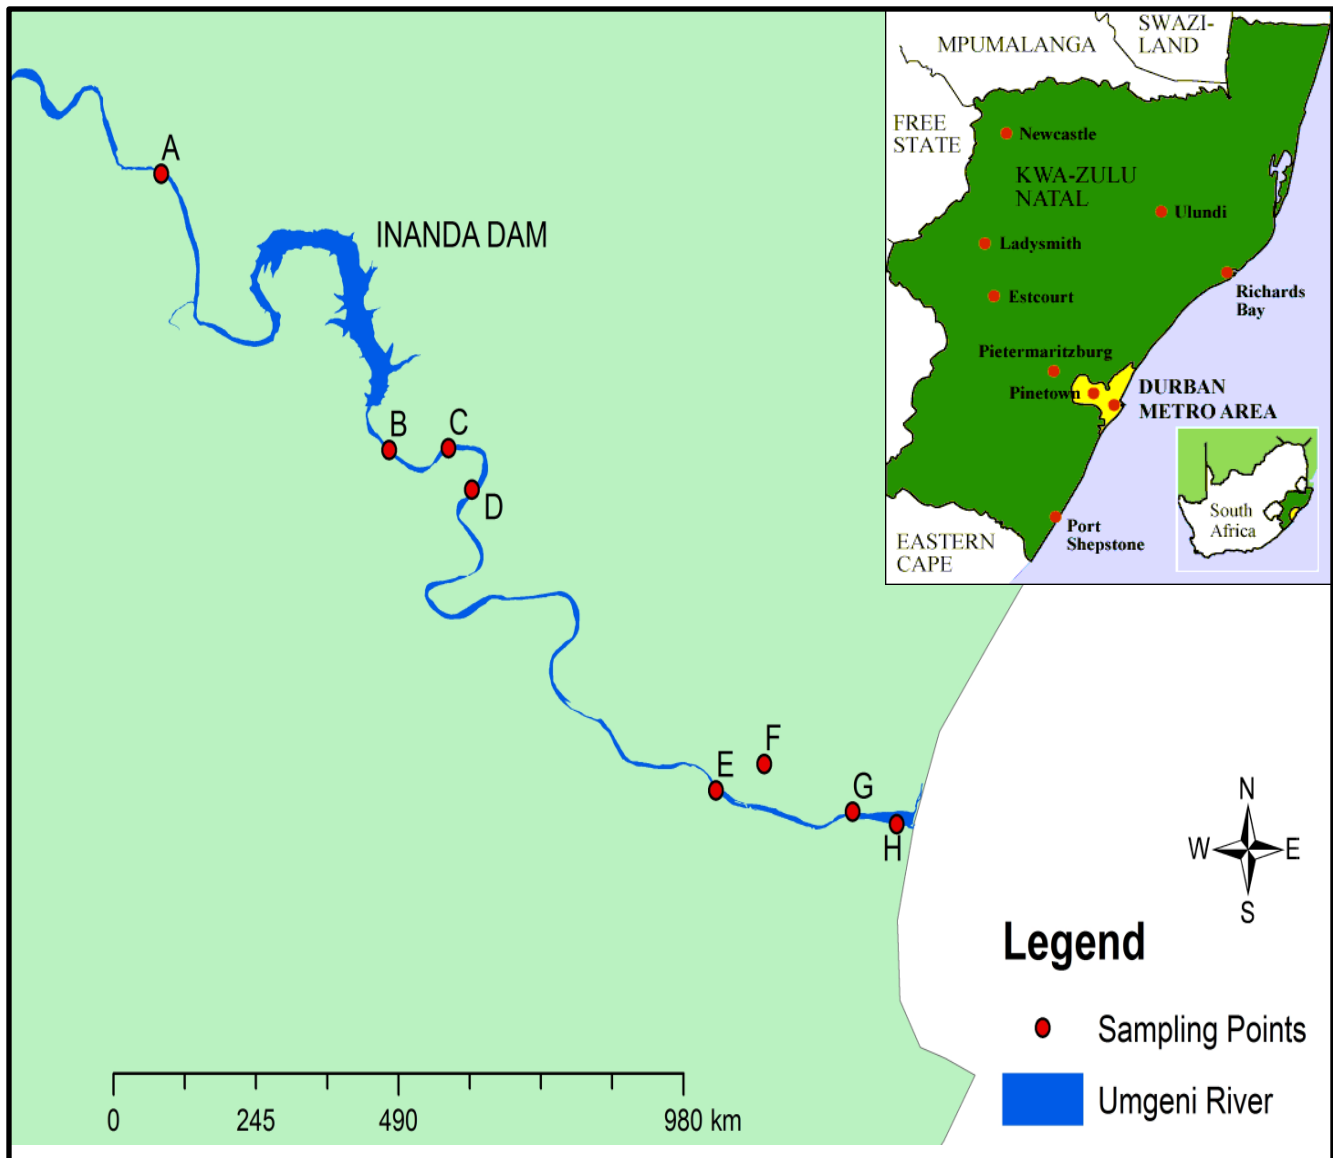 A
INANDA DAM
B
C
D
E
F
G
H
0
245
490
980 km
MPUMALANGA
SWAZI-
LAND
FREE
STATE
Newcastle
KWA-ZULU
NATAL
Ulundi
Ladysmith
Estcourt
Richards
Bay
Pietermaritzburg
Pinetown
DURBAN
METRO AREA
South
Africa
Port
Shepstone
EASTERN
CAPE
N
W
E
S
Legend
Sampling Points
Umgeni River